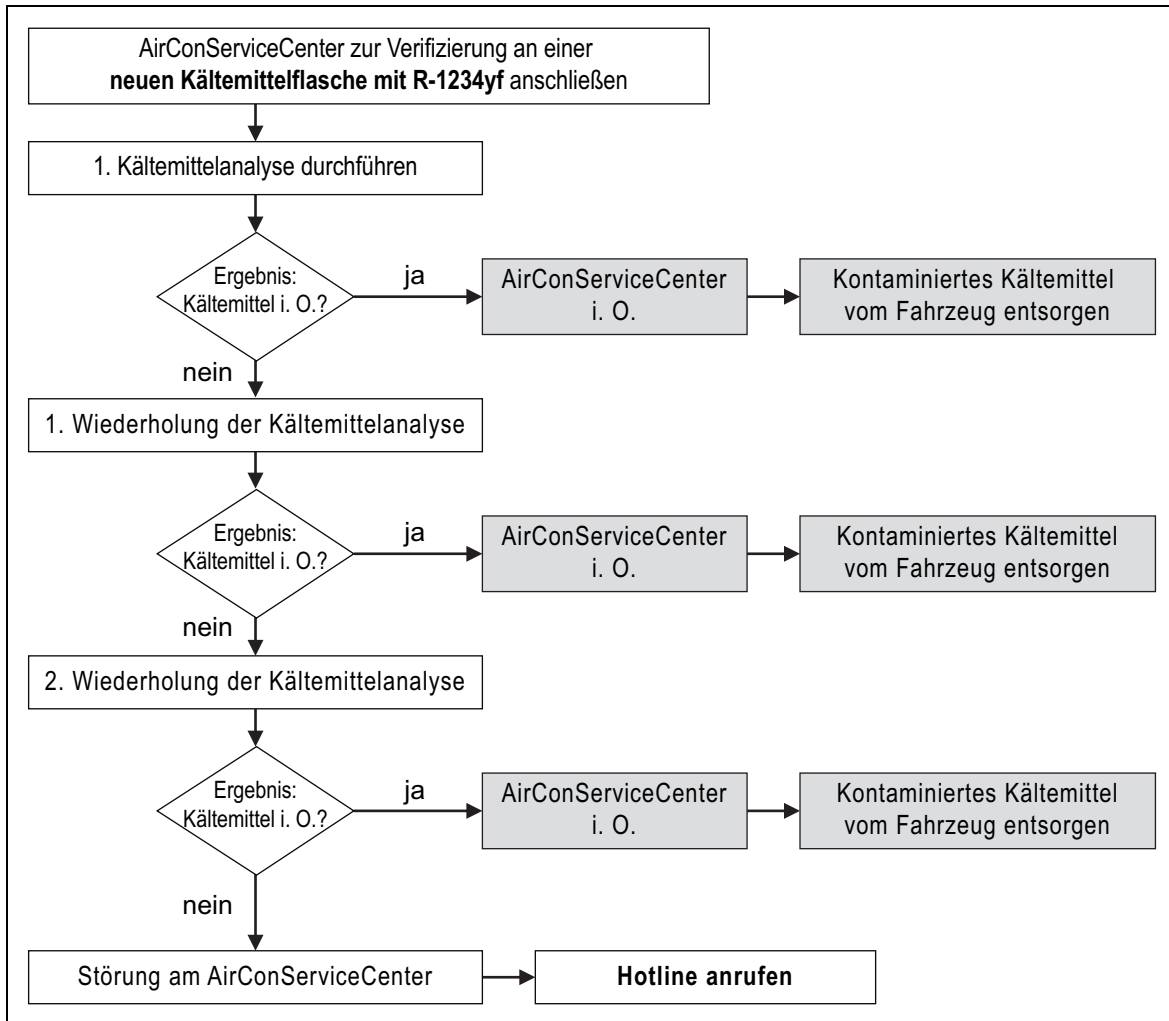 AirConServiceCenter zur Verifizierung an einer
neuen Kältemittelflasche mit R-1234yf anschließen
1. Kältemittelanalyse durchführen
Ergebnis:
Kältemittel i. O.?
ja
AirConServiceCenter
i. O.
Kontaminiertes Kältemittel
vom Fahrzeug entsorgen
nein
1. Wiederholung der Kältemittelanalyse
Ergebnis:
Kältemittel i. O.?
ja
AirConServiceCenter
i. O.
Kontaminiertes Kältemittel
vom Fahrzeug entsorgen
nein
2. Wiederholung der Kältemittelanalyse
Ergebnis:
Kältemittel i. O.?
ja
AirConServiceCenter
i. O.
Kontaminiertes Kältemittel
vom Fahrzeug entsorgen
nein
Störung am AirConServiceCenter
Hotline anrufen